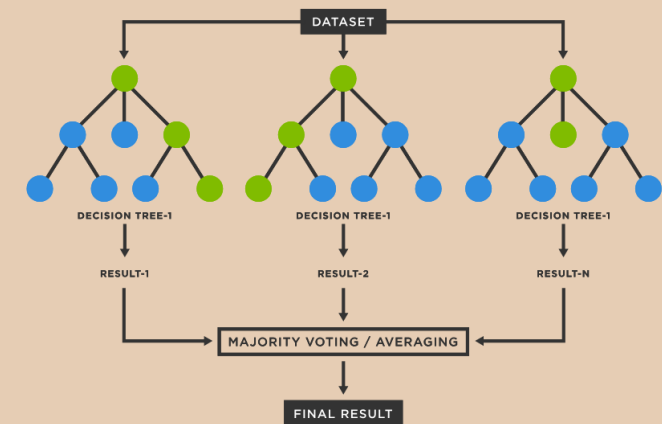 DATASET
DECISION TREE-1
DECISION TREE-1
DECISION TREE-1
RESULT-1
RESULT-2
RESULT-N
MAJORITY VOTING / AVERAGING
FINAL RESULT